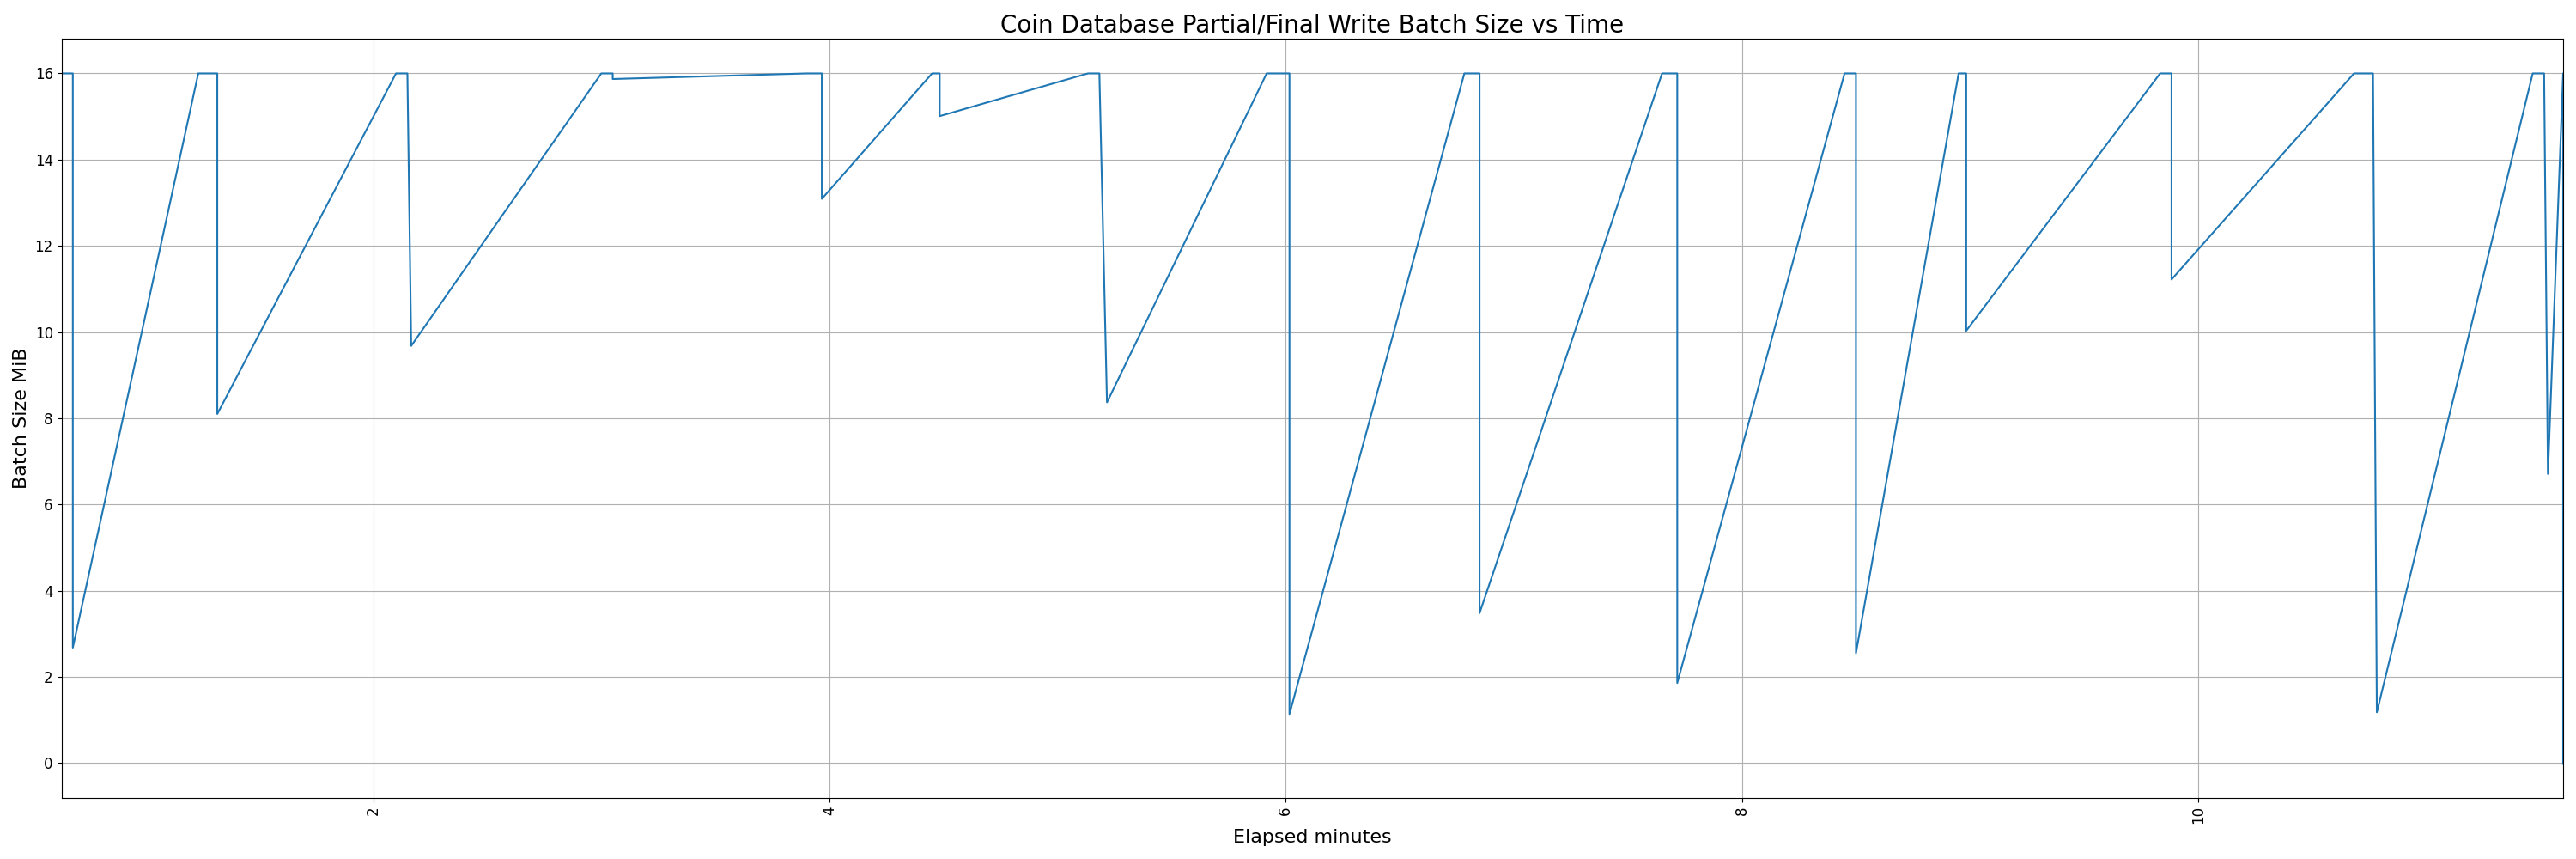 Coin Database Partial/Final Write Batch Size vs Time
Batch Size MiB
16
14
12
10
8
6
4
2
0
2 4 6 8 10
Elapsed minutes